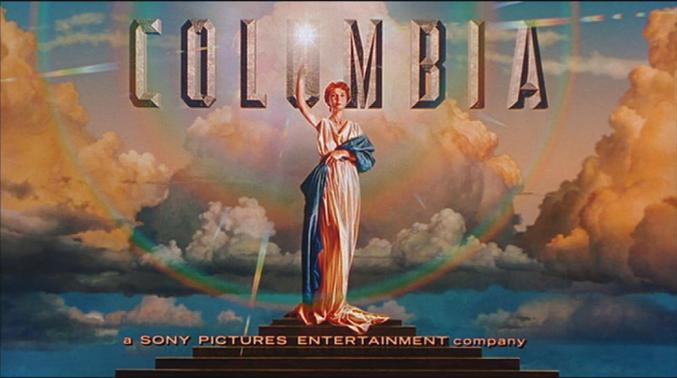 COLUMBIA
a SONY PICTURES ENTERTAINMENT company